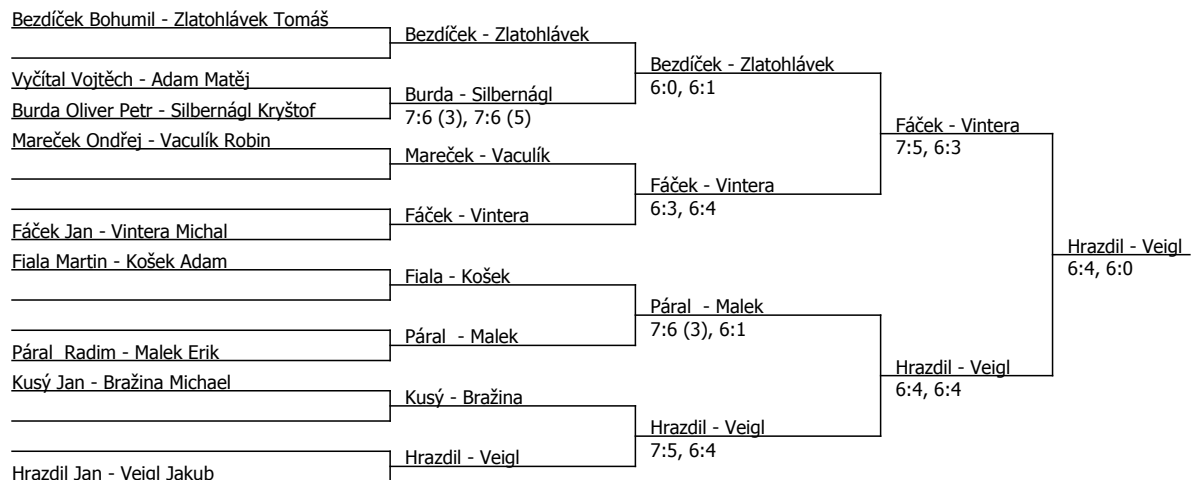 Bezdíček Bohumil - Zlatohlávek Tomáš
Bezdíček - Zlatohlávek
Bezdíček - Zlatohlávek
6:0, 6:1
Vyčítal Vojtěch - Adam Matěj
Burda - Silbernágl
7:6 (3), 7:6 (5)
Burda Oliver Petr - Silbernágl Kryštof
Fáček - Vintera
7:5, 6:3
Mareček Ondřej - Vaculík Robin
Mareček - Vaculík
Fáček - Vintera
6:3, 6:4
Fáček - Vintera
Fáček Jan - Vintera Michal
Hrazdil - Veigl
6:4, 6:0
Fiala Martin - Košek Adam
Fiala - Košek
Páral  - Malek
7:6 (3), 6:1
Páral  - Malek
Páral  Radim - Malek Erik
Hrazdil - Veigl
6:4, 6:4
Kusý Jan - Bražina Michael
Kusý - Bražina
Hrazdil - Veigl
7:5, 6:4
Hrazdil - Veigl
Hrazdil Jan - Veigl Jakub